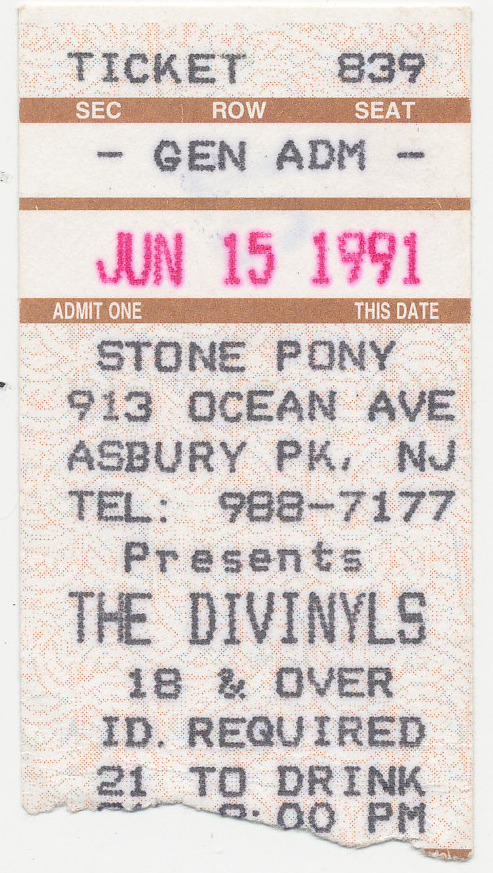 TICKET 839
SEC ROW SEAT
- GEN ADM -
JUN 15 1991
ADMIT ONE THIS DATE
STONE PONY
913 OCEAN AVE
ASBURY PK, NJ
TEL: 988-7177
Presents
THE DIVINYLS
18 & OVER
ID. REQUIRED
21 TO DRINK
:00 PM